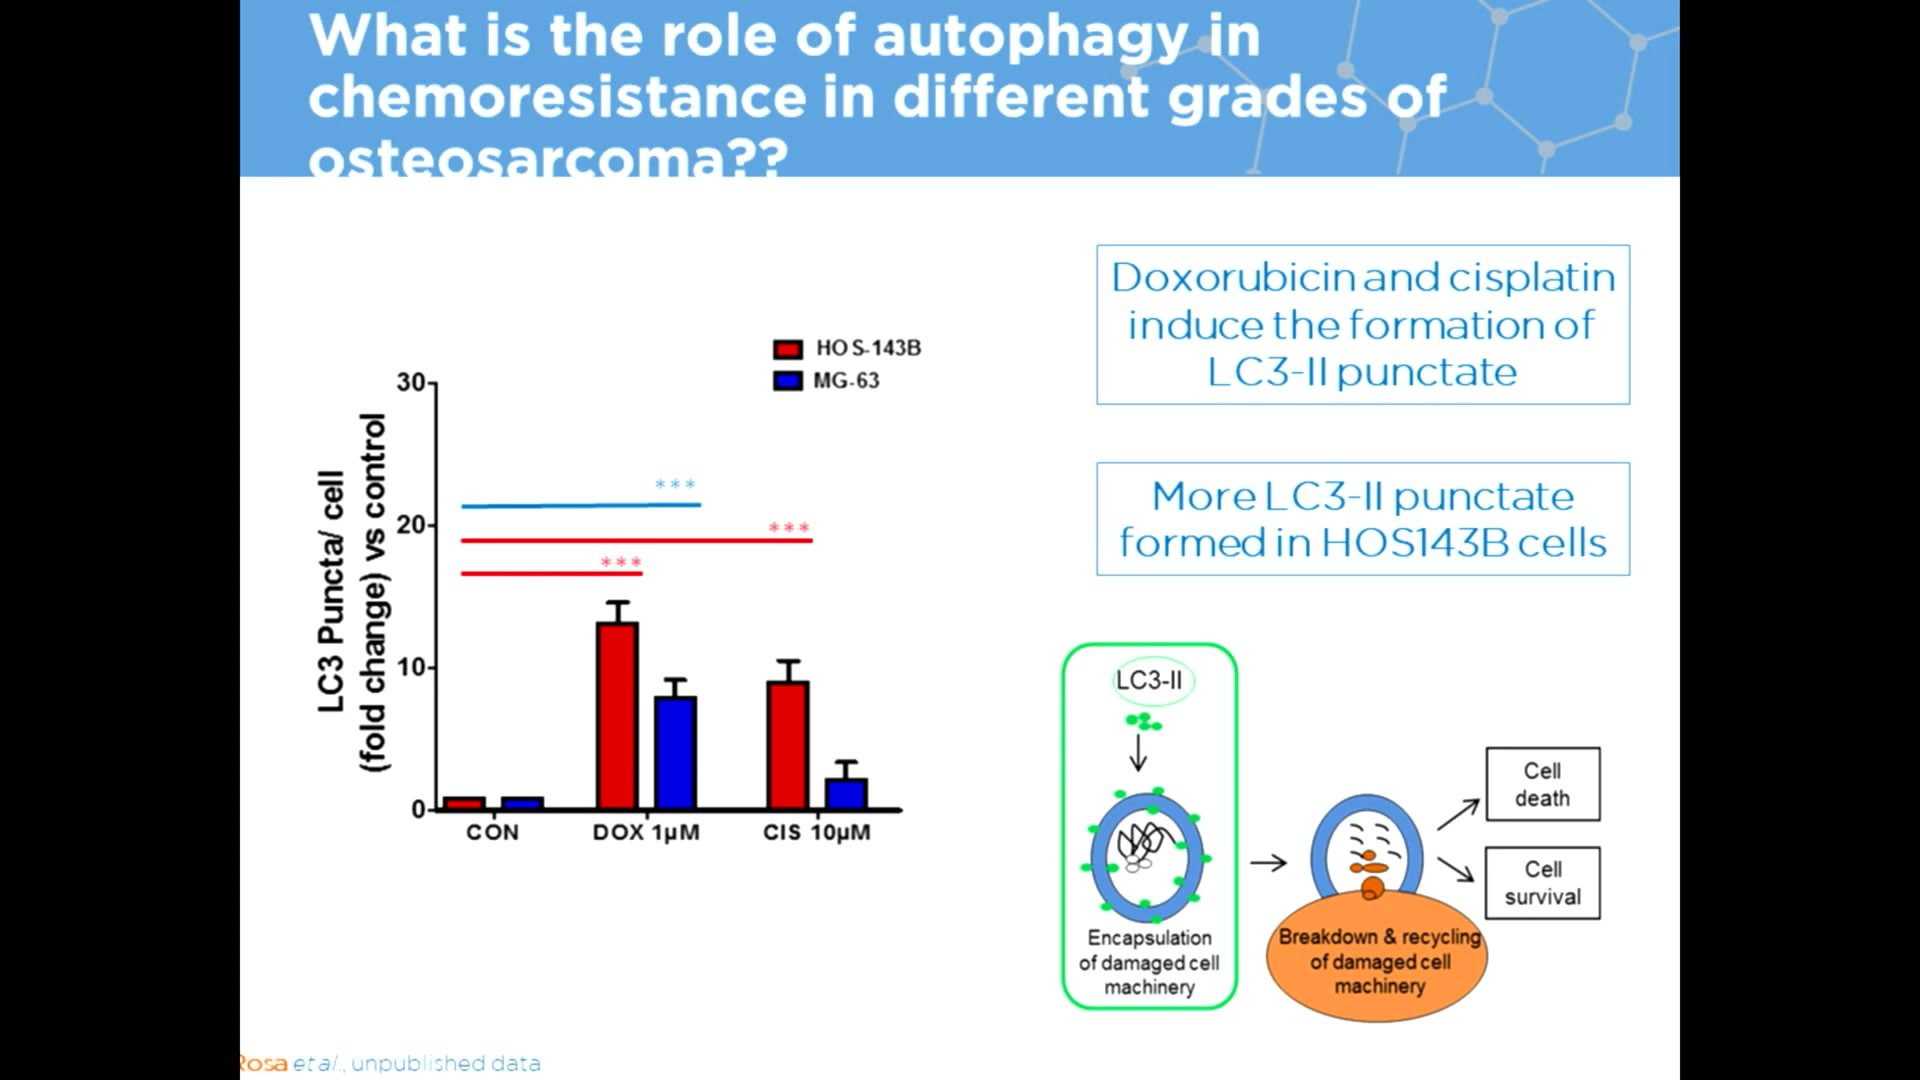 What is the role of autophagy in
chemoresistance in different grades of
osteosarcoma??
Doxorubicin and cisplatin
induce the formation of
LC3-II punctate
More LC3-II punctate
formed in HOS143B cells
HOS-143B
MG-63
LC3 Puncta/ cell
(fold change) vs control
30
20
10
0
***
***
***
CON
DOX 1µM
CIS 10µM
LC3-II
Encapsulation
of damaged cell
machinery
Breakdown & recycling
of damaged cell
machinery
Cell
death
Cell
survival
Rosa et al., unpublished data